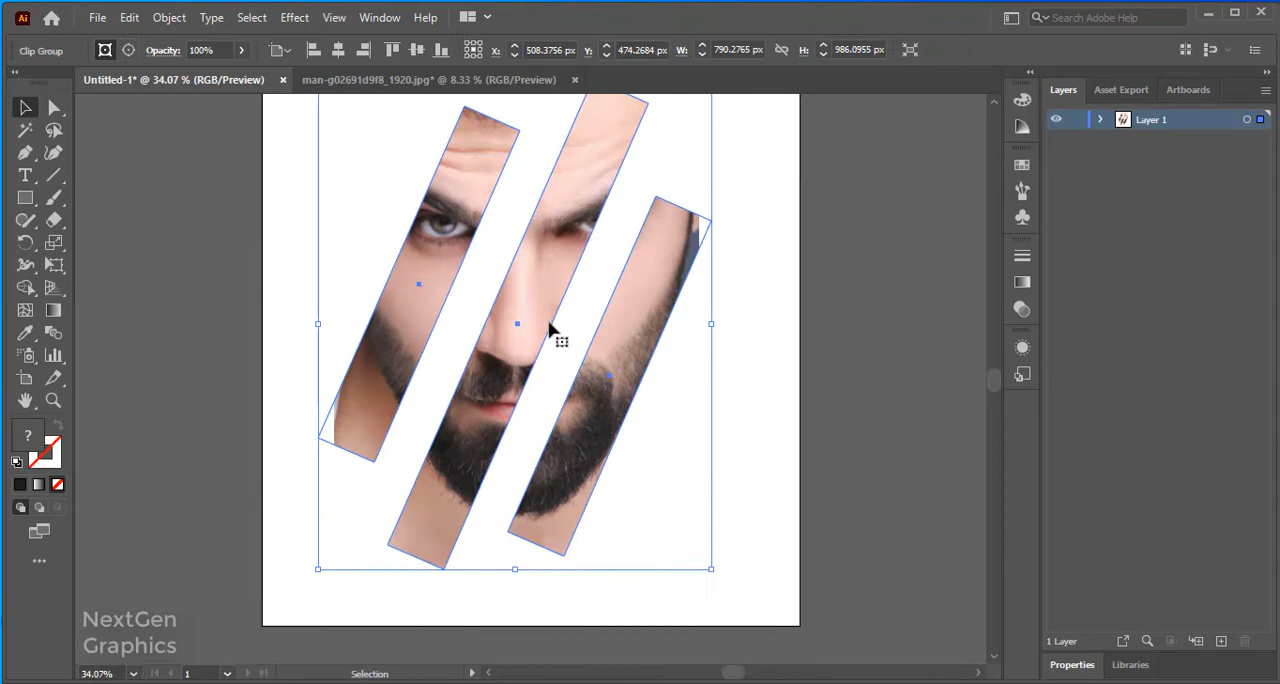 Ai File Edit Object Type Select Effect View Window Help Search Adobe Help
Clip Group Opacity: 100% X: 508.3756 px Y: 474.2684 px W: 790.2765 px H: 986.0955 px
Untitled-1* @ 34.07 % (RGB/Preview) × man-g02691d9f8_1920.jpg* @ 8.33 % (RGB/Preview) ×
Layers Asset Export Artboards
Layer 1
?
NextGen
Graphics
1 Layer
Properties Libraries
34.07% 1 Selection